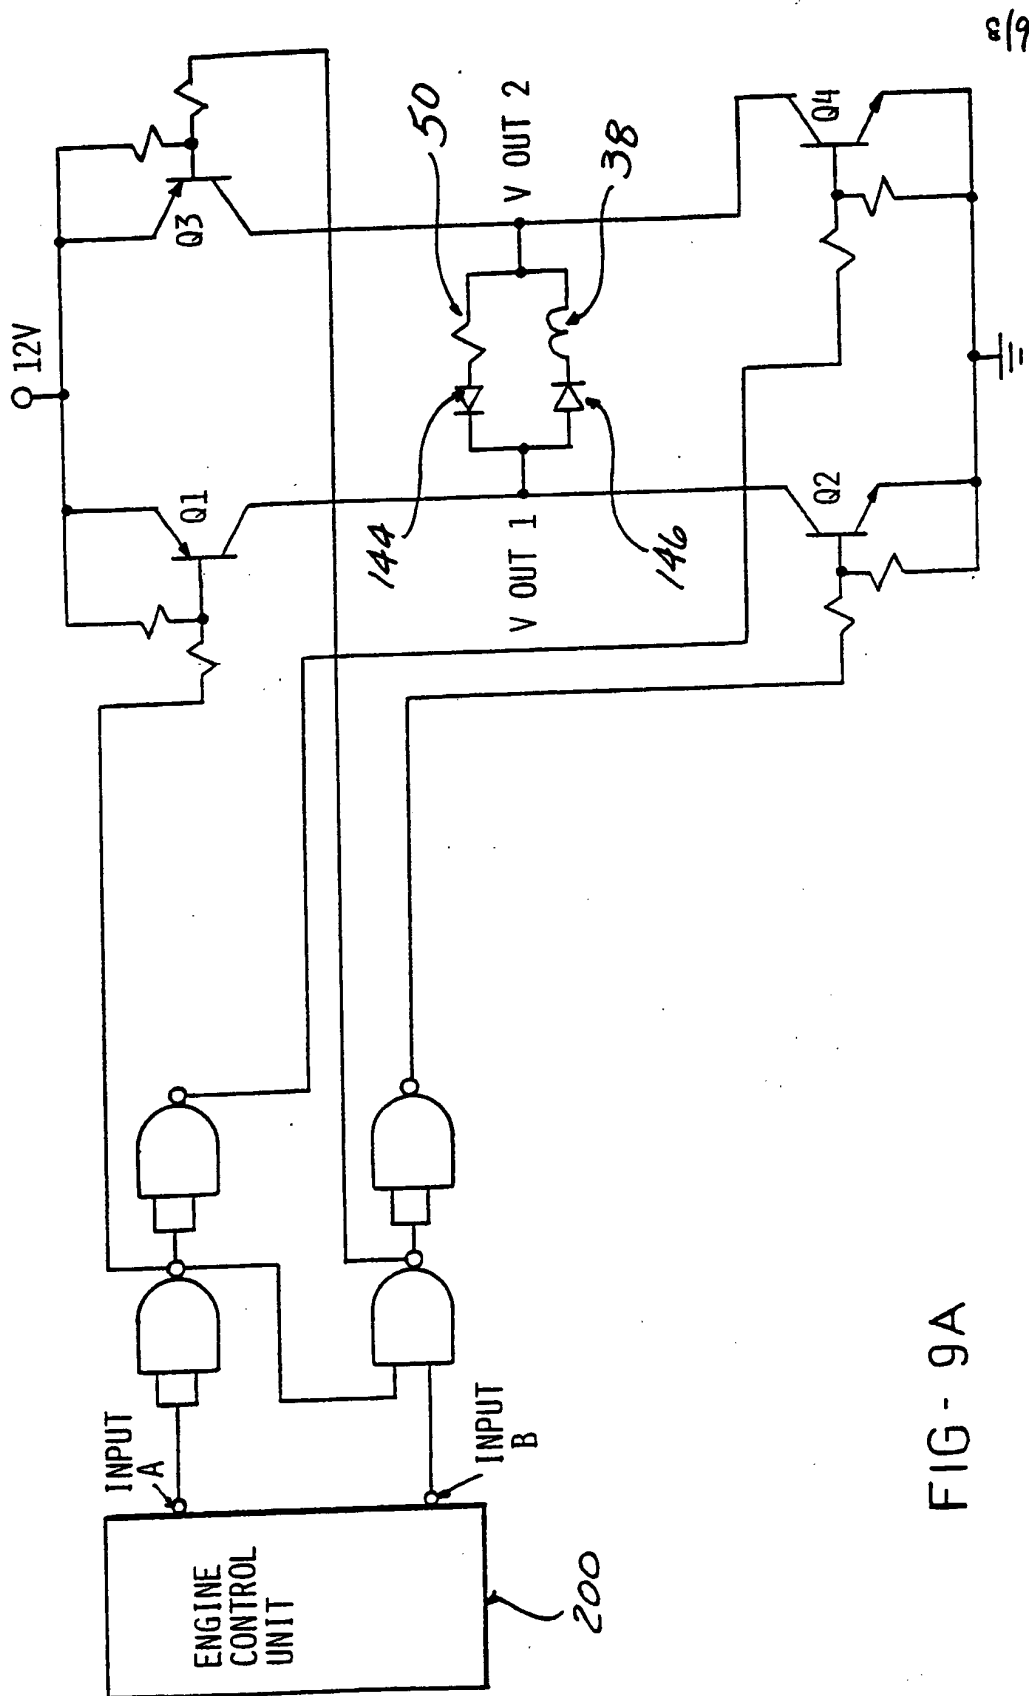 6/8
12V
Q1
Q3
50
144
V OUT 1
V OUT 2
146
38
Q2
Q4
INPUT
A
INPUT
B
ENGINE
CONTROL
UNIT
200
FIG - 9A